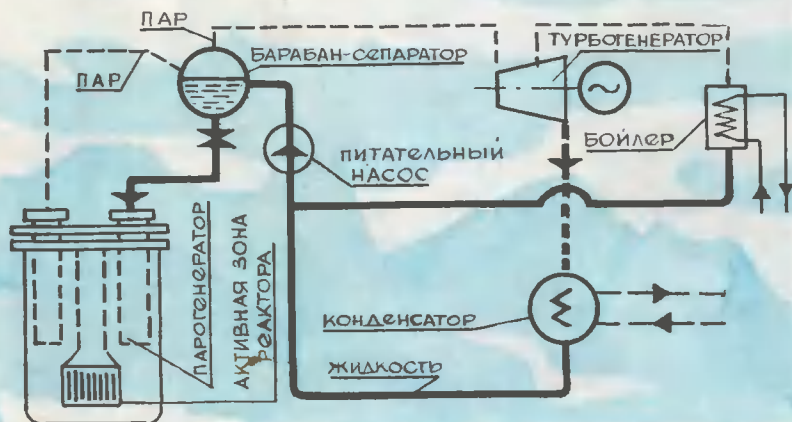 ПАР
БАРАБАН-СЕПАРАТОР
ТУРБОГЕНЕРАТОР
ПАР
БОЙЛЕР
ПИТАТЕЛЬНЫЙ
НАСОС
ПАРОГЕНЕРАТОР
АКТИВНАЯ ЗОНА
РЕАКТОРА
КОНДЕНСАТОР
ЖИДКОСТЬ